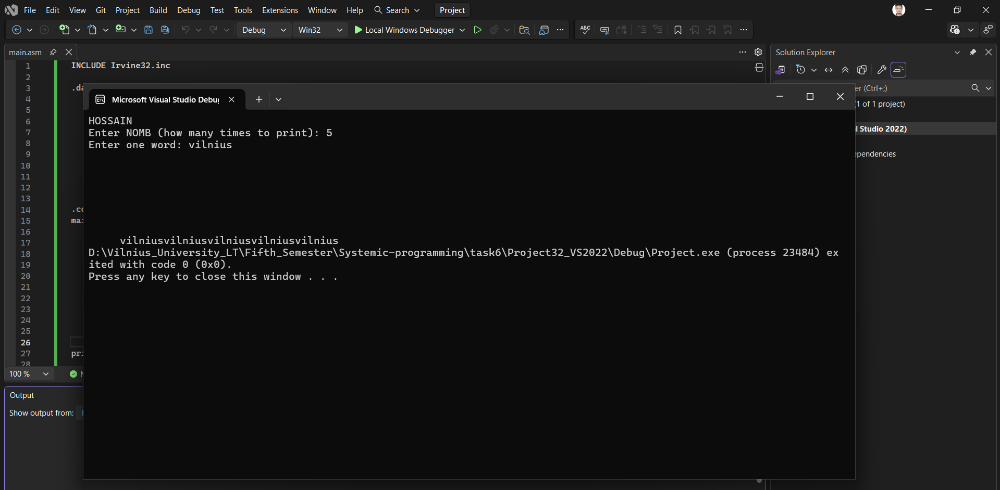 File Edit View Git Project Build Debug Test Tools Extensions Window Help Search Project
Debug Win32 Local Windows Debugger
main.asm
Solution Explorer
1 INCLUDE Irvine32.inc
2
3 .da
4
5
6
7
8
9
10
11
12
13
14 .co
15 mai
16
17
18
19
20
21
22
23
24
25
26
27 pri
28
er (Ctrl+;)
(1 of 1 project)
l Studio 2022)
ependencies
Microsoft Visual Studio Debug
HOSSAIN
Enter NOMB (how many times to print): 5
Enter one word: vilnius
vilniusvilniusvilniusvilniusvilnius
D:\Vilnius_University_LT\Fifth_Semester\Systemic-programming\task6\Project32_VS2022\Debug\Project.exe (process 23484) ex
ited with code 0 (0x0).
Press any key to close this window . . .
100 % N
Output
Show output from: